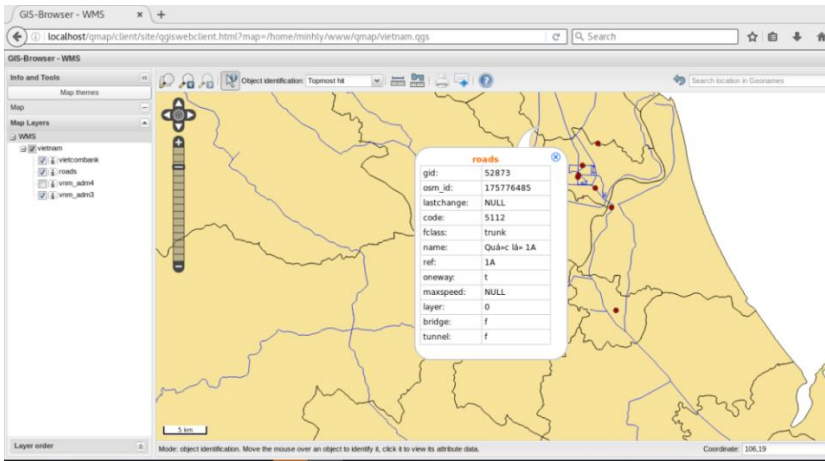 GIS-Browser - WMS
localhost/qmap/client/site/qgiswebclient.html?map=/home/minhly/www/qmap/vietnam.qgs
Search
GIS-Browser - WMS
Info and Tools
Map themes
Object identification: Topmost hit
Search location in Geonames
Map
Map Layers
WMS
vietnam
vietcombank
roads
vnm_adm4
vnm_adm3
roads
gid: 52873
osm_id: 175776485
lastchange: NULL
code: 5112
fclass: trunk
name: Quá»c lá» 1A
ref: 1A
oneway: t
maxspeed: NULL
layer: 0
bridge: f
tunnel: f
5 km
Layer order
Mode: object identification. Move the mouse over an object to identify it, click it to view its attribute data.
Coordinate: 106,19